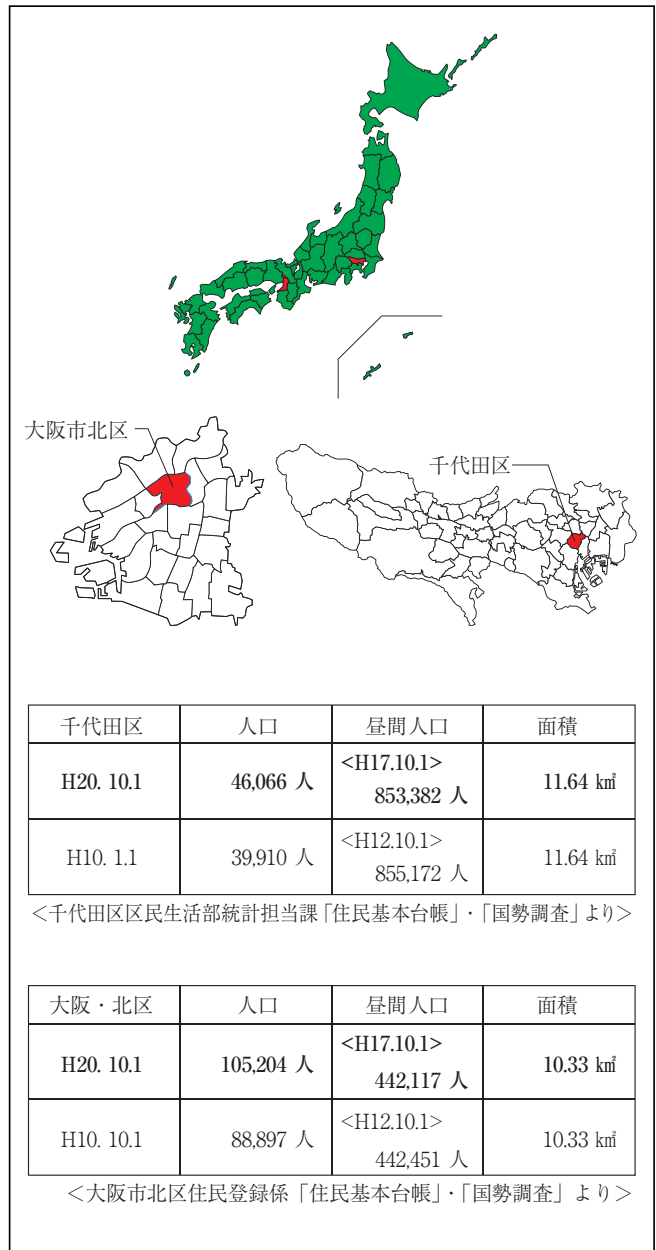 大阪市北区
千代田区
千代田区 人口 昼間人口 面積
H20. 10.1 46,066 人 <H17.10.1> 853,382 人 11.64 ㎢
H10. 1.1 39,910 人 <H12.10.1> 855,172 人 11.64 ㎢
＜千代田区区民生活部統計担当課「住民基本台帳」・「国勢調査」より＞
大阪・北区 人口 昼間人口 面積
H20. 10.1 105,204 人 <H17.10.1> 442,117 人 10.33 ㎢
H10. 10.1 88,897 人 <H12.10.1> 442,451 人 10.33 ㎢
＜大阪市北区住民登録係「住民基本台帳」・「国勢調査」より＞